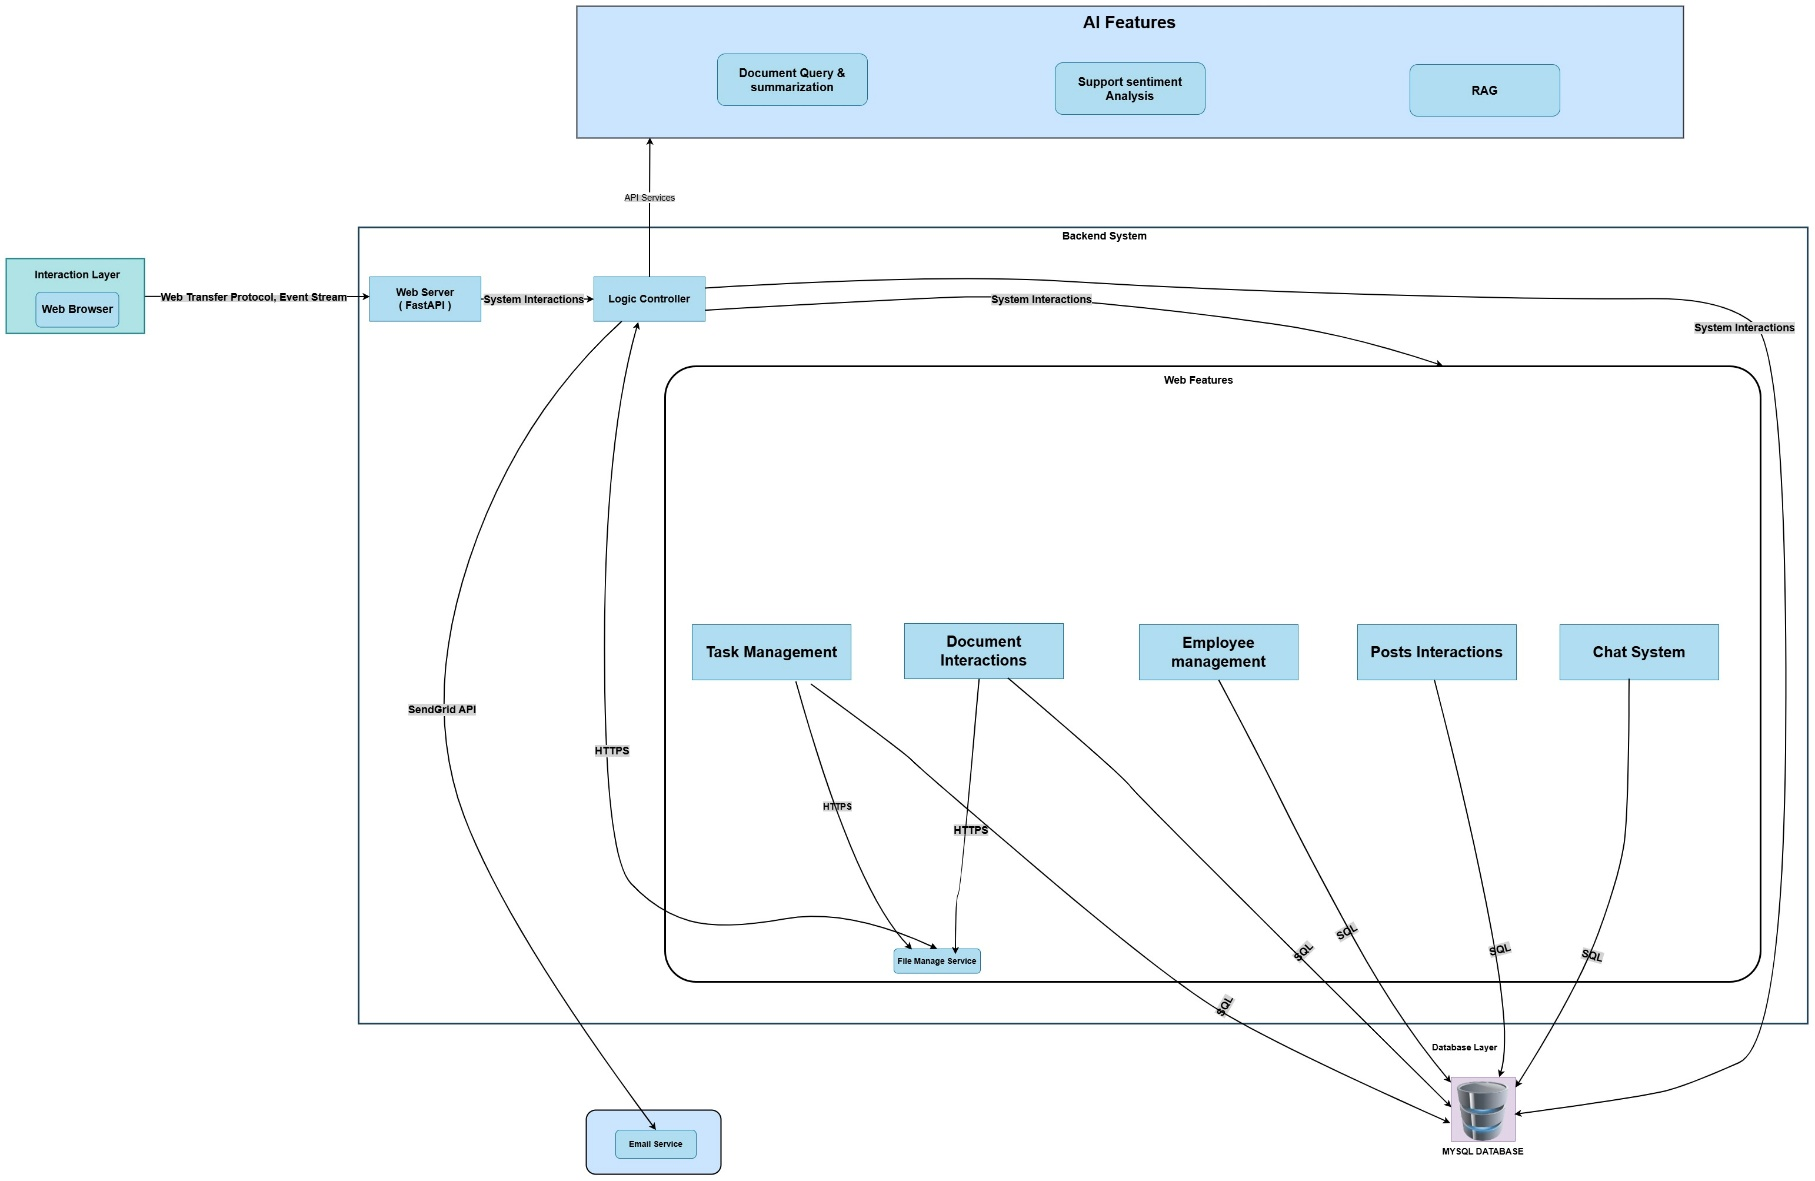 AI Features
Document Query &
summarization
Support sentiment
Analysis
RAG
API Services
Backend System
Interaction Layer
Web Browser
Web Transfer Protocol, Event Stream
Web Server
( FastAPI )
System Interactions
Logic Controller
System Interactions
System Interactions
Web Features
Task Management
Document
Interactions
Employee
management
Posts Interactions
Chat System
SendGrid API
HTTPS
HTTPS
HTTPS
SQL
SQL
SQL
SQL
SQL
File Manage Service
Database Layer
MYSQL DATABASE
Email Service